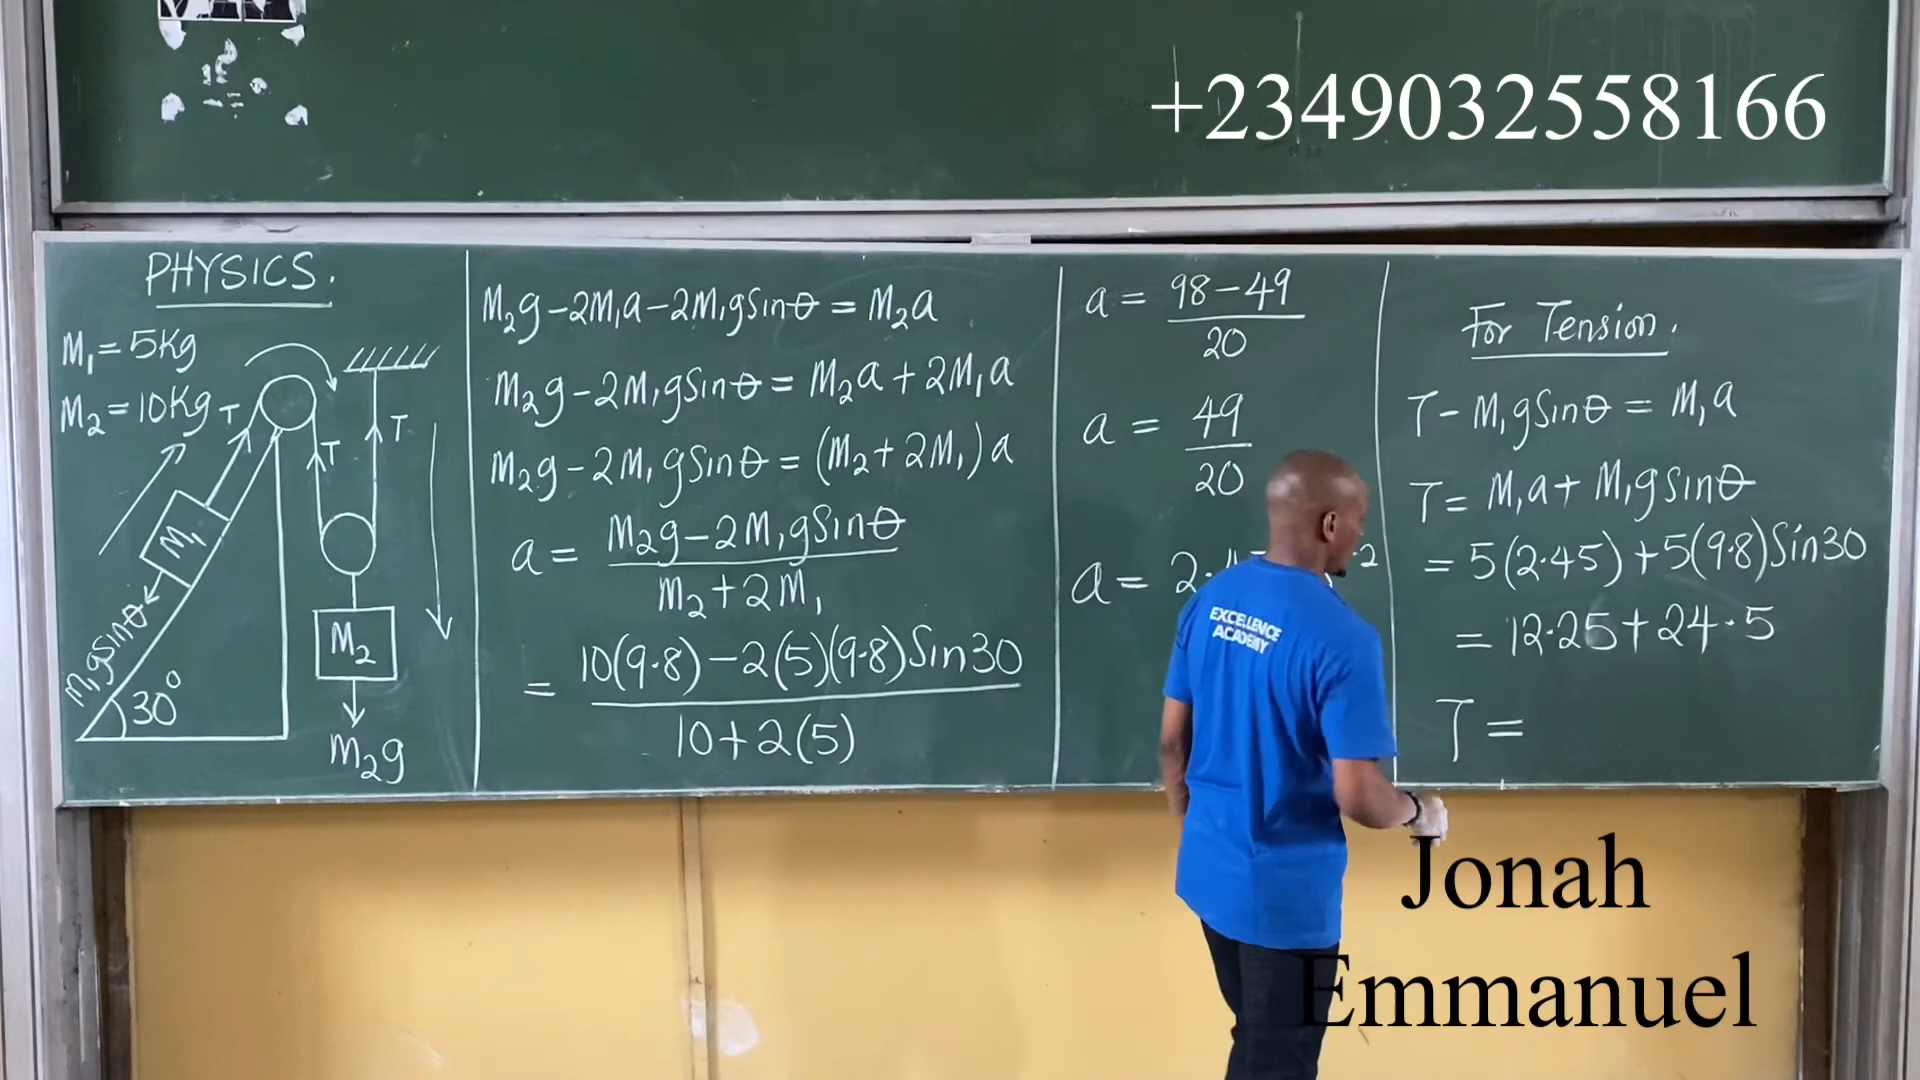 +2349032558166
PHYSICS.
M₁ = 5Kg
M₂ = 10Kg
T
T
T
M₁
M₁gsinθ
30°
M₂
M₂g
M₂g-2M₁a-2M₁gsinθ = M₂a
M₂g-2M₁gsinθ = M₂a+2M₁a
M₂g-2M₁gsinθ = (M₂+2M₁)a
a = M₂g-2M₁gsinθ
M₂+2M₁
= 10(9.8)-2(5)(9.8)Sin30
10+2(5)
a = 98-49
20
a = 49
20
a = 2.
-2
For Tension.
T-M₁gsinθ = M₁a
T = M₁a+M₁gsinθ
= 5(2.45)+5(9.8)Sin30
= 12.25+24.5
T =
EXCELLENCE
ACADEMY
Jonah
Emmanuel